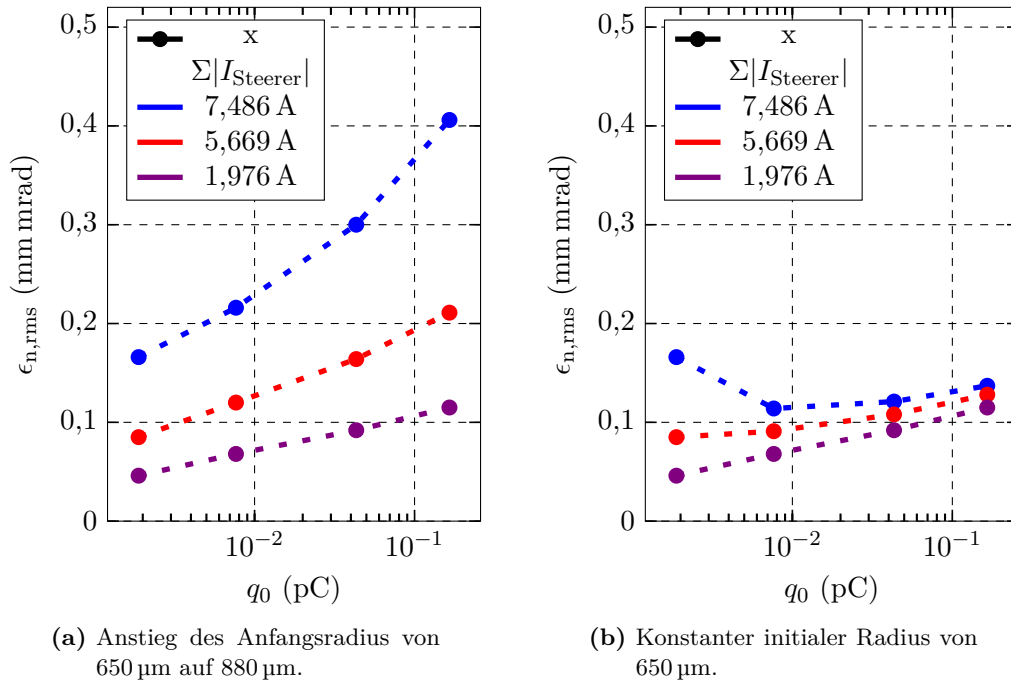 0,5
0,4
0,3
0,2
0,1
0
ϵn,rms (mm mrad)
x
Σ|ISteerer|
7,486 A
5,669 A
1,976 A
10−2
10−1
q0 (pC)
(a) Anstieg des Anfangsradius von
650 µm auf 880 µm.
0,5
0,4
0,3
0,2
0,1
0
ϵn,rms (mm mrad)
x
Σ|ISteerer|
7,486 A
5,669 A
1,976 A
10−2
10−1
q0 (pC)
(b) Konstanter initialer Radius von
650 µm.